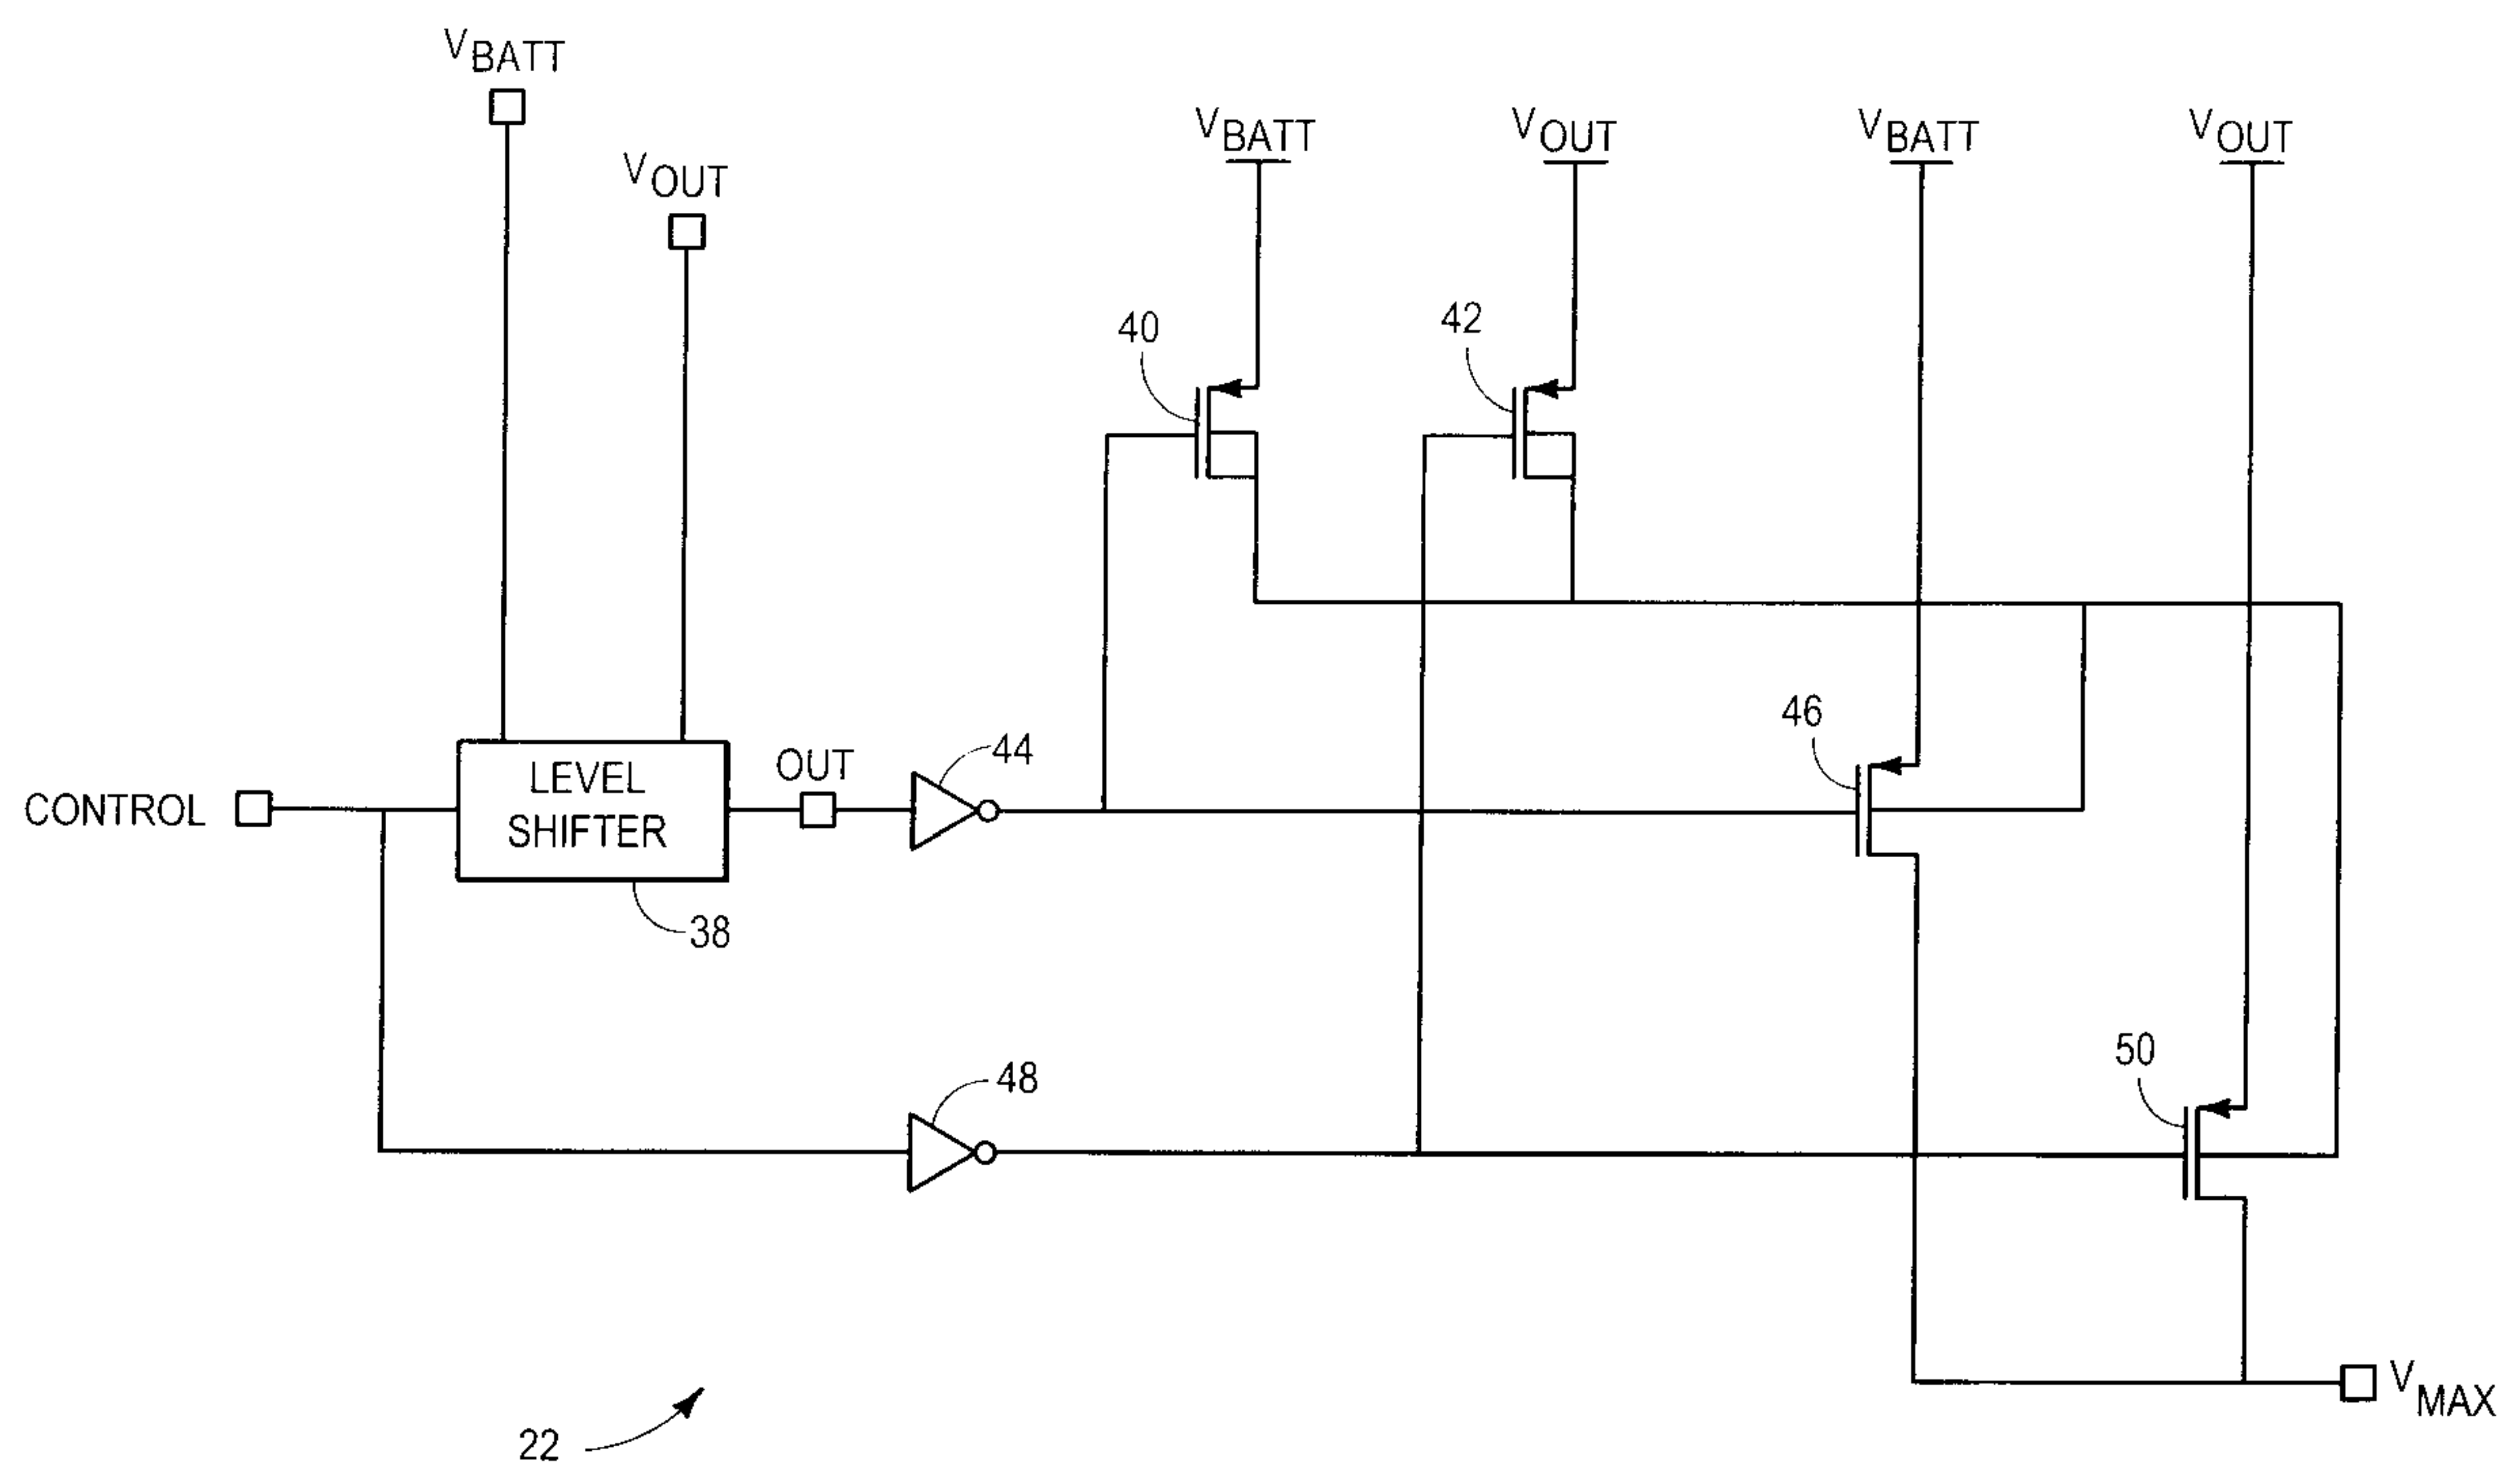 VBATT
VOUT
VBATT
VOUT
VBATT
VOUT
40
42
46
CONTROL
LEVEL
SHIFTER
OUT
44
38
48
50
22
VMAX